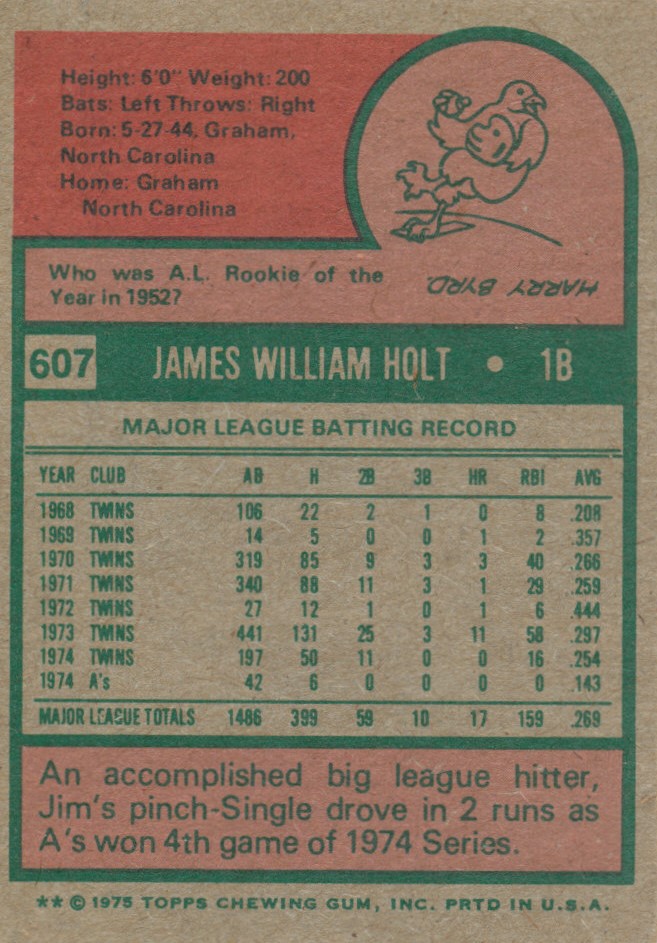 Height: 6'0" Weight: 200
Bats: Left Throws: Right
Born: 5-27-44, Graham,
North Carolina
Home: Graham
North Carolina
Who was A.L. Rookie of the
Year in 1952?
HARRY BYRD.
607 JAMES WILLIAM HOLT • 1B
MAJOR LEAGUE BATTING RECORD
YEAR CLUB AB H 2B 3B HR RBI AVG
1968 TWINS 106 22 2 1 0 8 .208
1969 TWINS 14 5 0 0 1 2 .357
1970 TWINS 319 85 9 3 3 40 .266
1971 TWINS 340 88 11 3 1 29 .259
1972 TWINS 27 12 1 0 1 6 .444
1973 TWINS 441 131 25 3 11 58 .297
1974 TWINS 197 50 11 0 0 16 .254
1974 A's 42 6 0 0 0 0 .143
MAJOR LEAGUE TOTALS 1486 399 59 10 17 159 .269
An accomplished big league hitter,
Jim's pinch-Single drove in 2 runs as
A's won 4th game of 1974 Series.
** © 1975 TOPPS CHEWING GUM, INC. PRTD IN U.S.A.